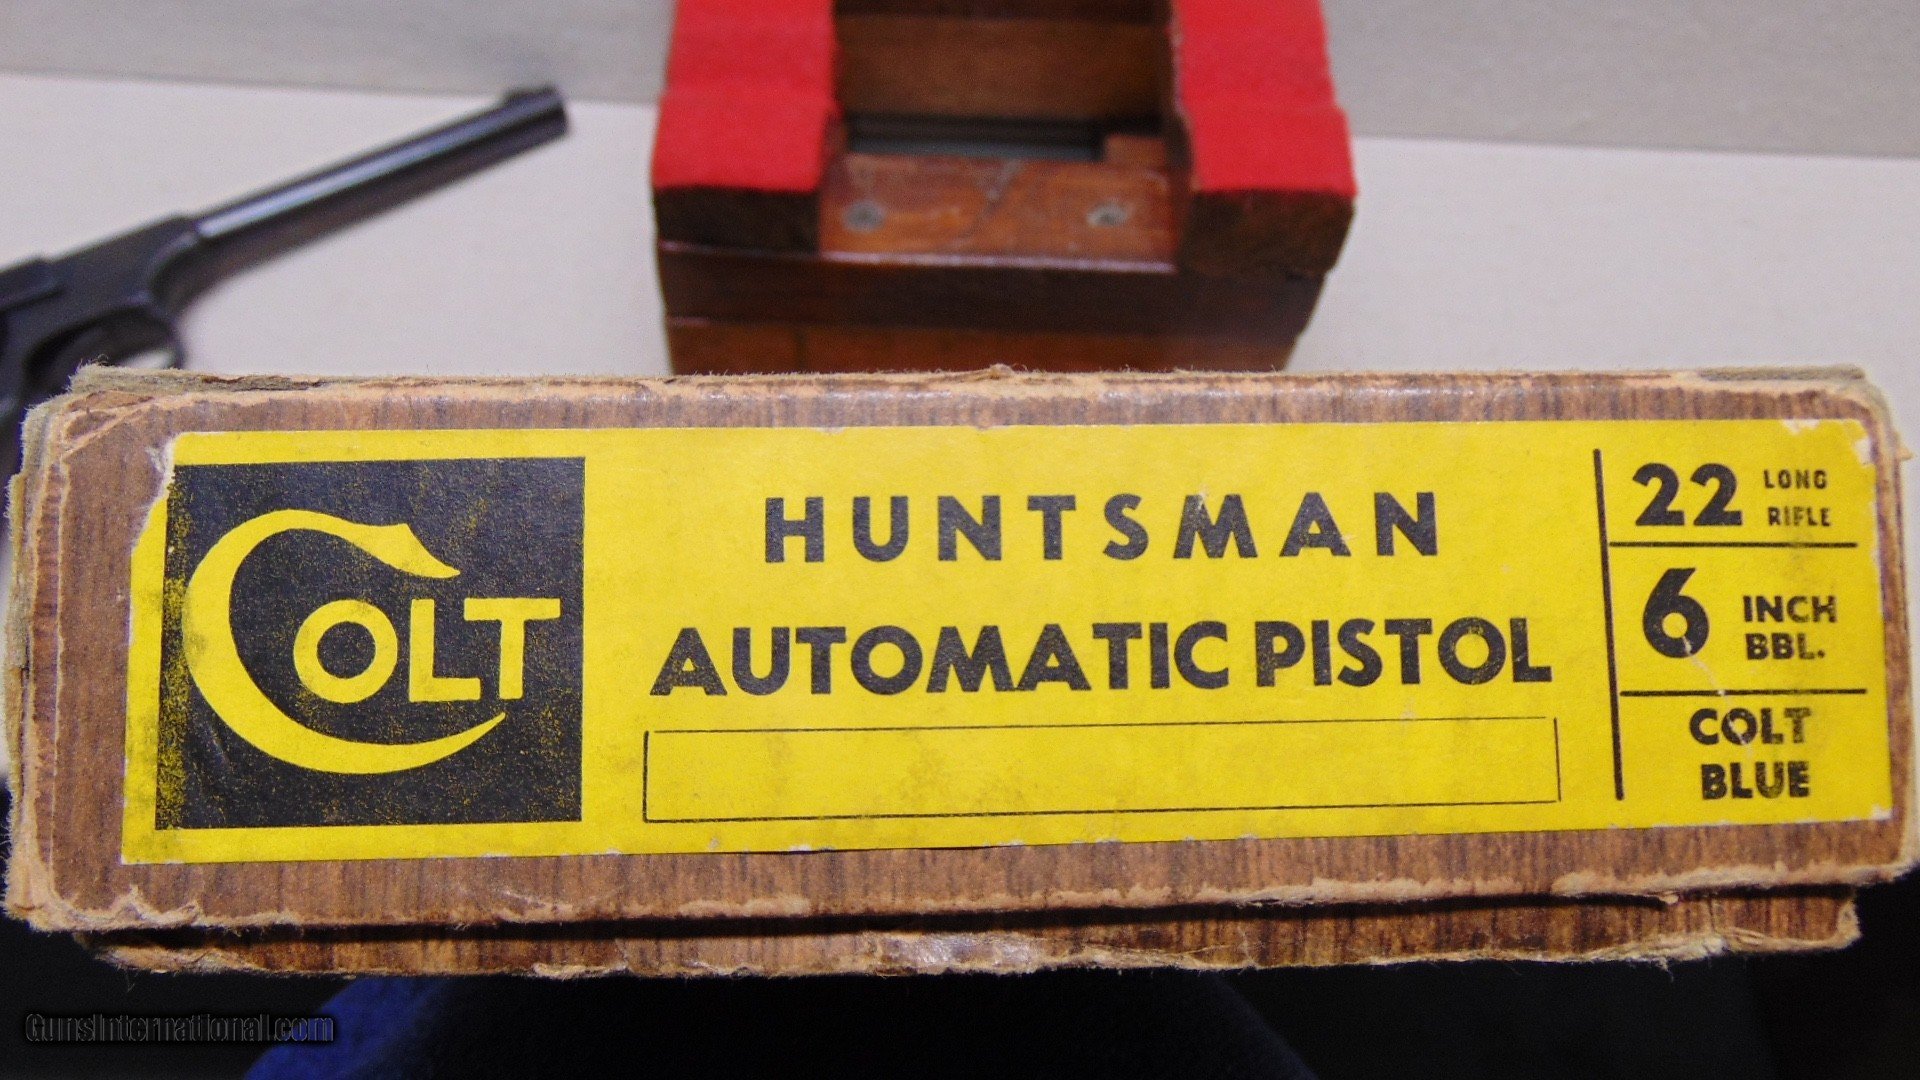 COLT
HUNTSMAN
AUTOMATIC PISTOL
22 LONG RIFLE
6 INCH BBL.
COLT BLUE
GunsInternational.com